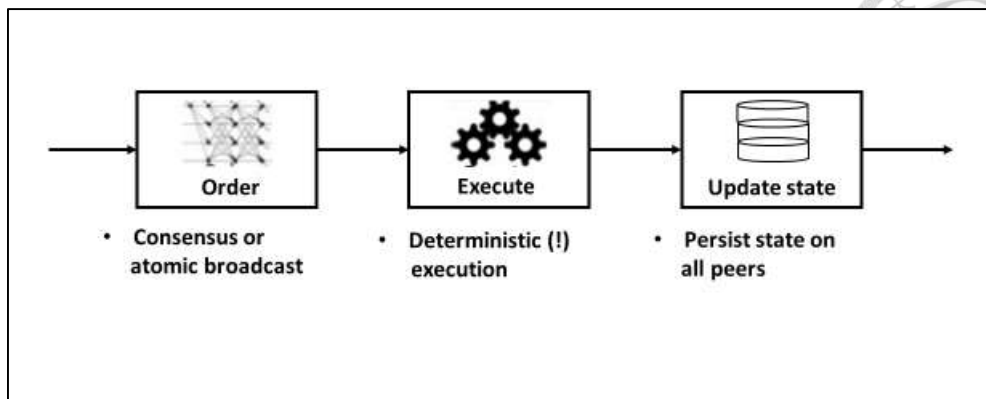 Order
Execute
Update state
• Consensus or
atomic broadcast
• Deterministic (!)
execution
• Persist state on
all peers